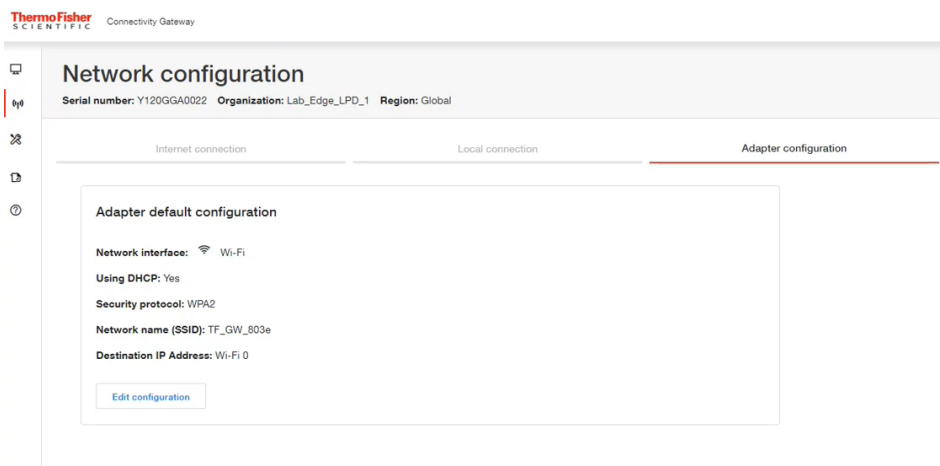 ThermoFisher
SCIENTIFIC
Connectivity Gateway
Network configuration
Serial number: Y120GGA0022 Organization: Lab_Edge_LPD_1 Region: Global
Internet connection
Local connection
Adapter configuration
Adapter default configuration
Network interface: Wi-Fi
Using DHCP: Yes
Security protocol: WPA2
Network name (SSID): TF_GW_803e
Destination IP Address: Wi-Fi 0
Edit configuration